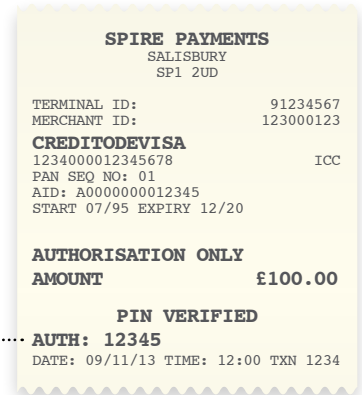 SPIRE PAYMENTS
SALISBURY
SP1 2UD
TERMINAL ID: 91234567
MERCHANT ID: 123000123
CREDITODEVISA
1234000012345678 ICC
PAN SEQ NO: 01
AID: A0000000012345
START 07/95 EXPIRY 12/20
AUTHORISATION ONLY
AMOUNT £100.00
PIN VERIFIED
AUTH: 12345
DATE: 09/11/13 TIME: 12:00 TXN 1234